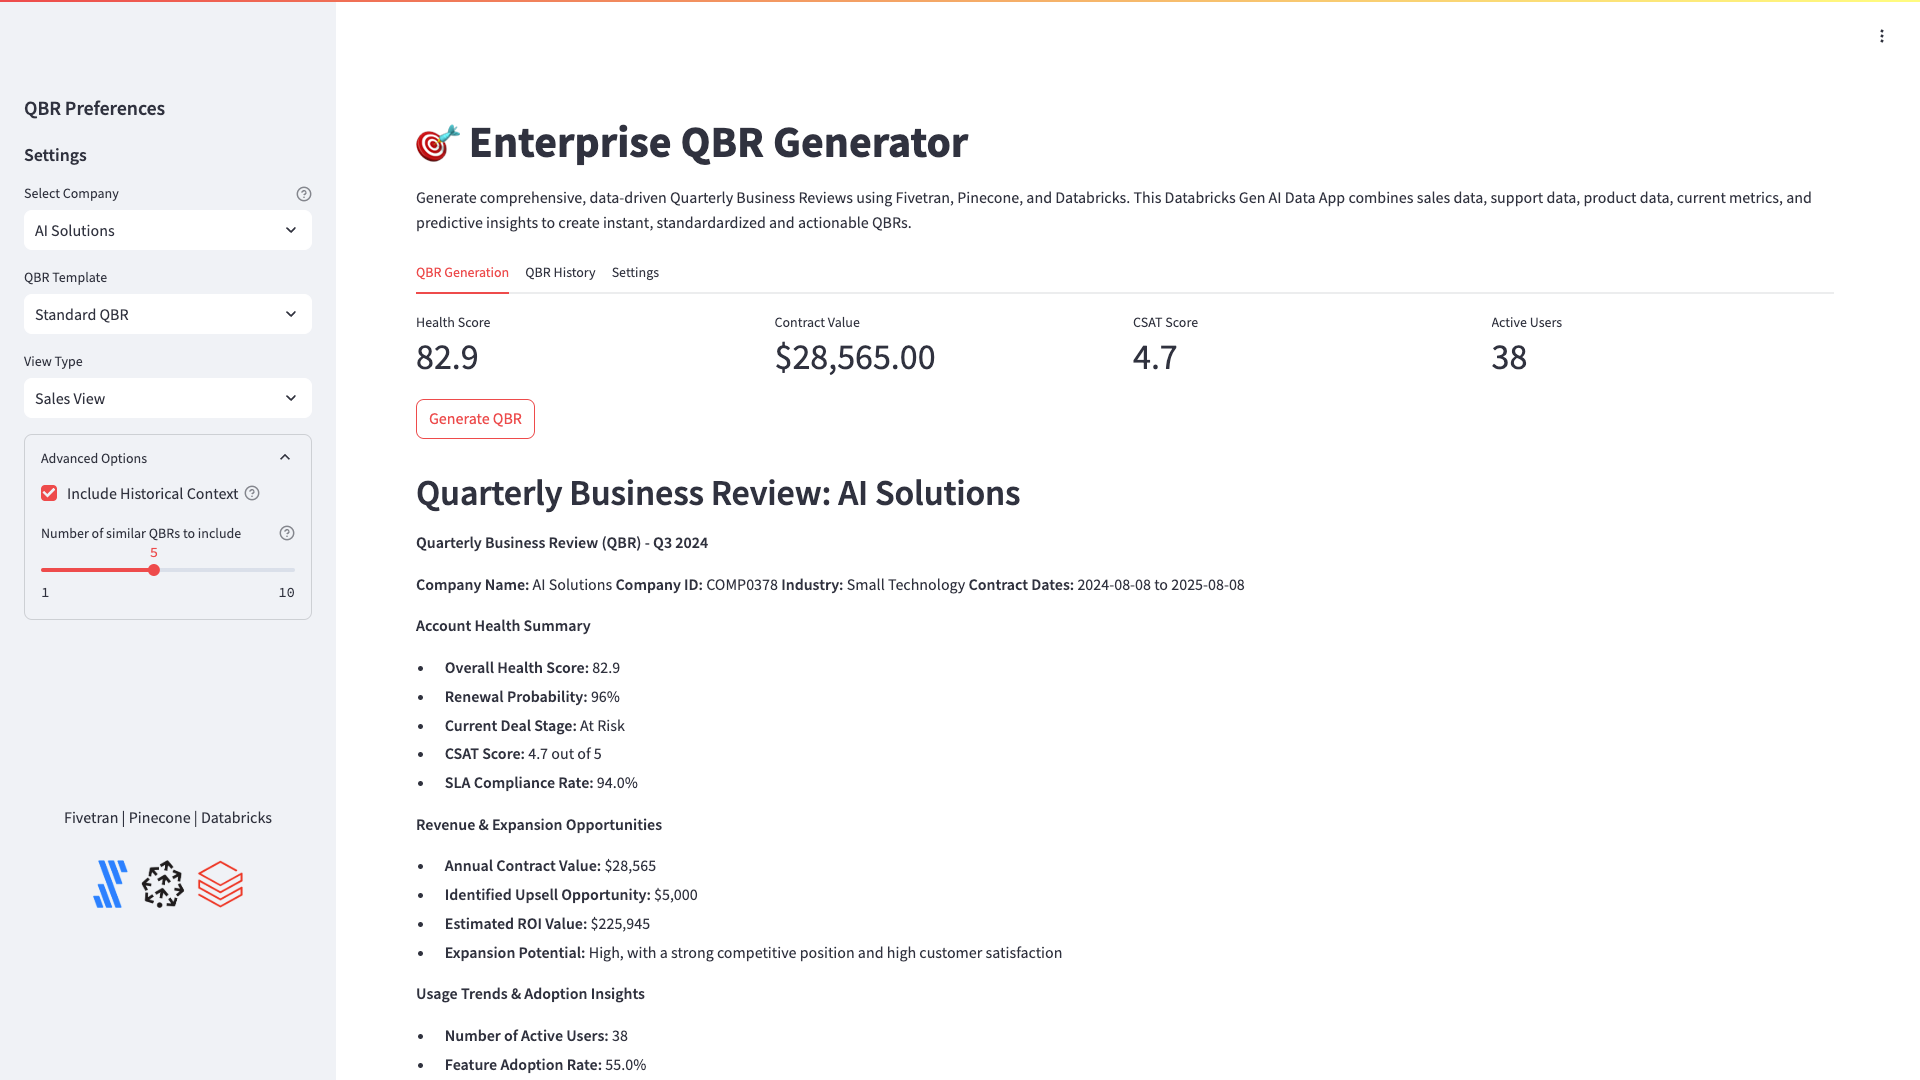 QBR Preferences
Settings
Select Company
AI Solutions
QBR Template
Standard QBR
View Type
Sales View
Advanced Options
Include Historical Context
Number of similar QBRs to include
5
1 10
Fivetran | Pinecone | Databricks
Enterprise QBR Generator
Generate comprehensive, data-driven Quarterly Business Reviews using Fivetran, Pinecone, and Databricks. This Databricks Gen AI Data App combines sales data, support data, product data, current metrics, and
predictive insights to create instant, standardized and actionable QBRs.
QBR Generation QBR History Settings
Health Score Contract Value CSAT Score Active Users
82.9 $28,565.00 4.7 38
Generate QBR
Quarterly Business Review: AI Solutions
Quarterly Business Review (QBR) - Q3 2024
Company Name: AI Solutions Company ID: COMP0378 Industry: Small Technology Contract Dates: 2024-08-08 to 2025-08-08
Account Health Summary
• Overall Health Score: 82.9
• Renewal Probability: 96%
• Current Deal Stage: At Risk
• CSAT Score: 4.7 out of 5
• SLA Compliance Rate: 94.0%
Revenue & Expansion Opportunities
• Annual Contract Value: $28,565
• Identified Upsell Opportunity: $5,000
• Estimated ROI Value: $225,945
• Expansion Potential: High, with a strong competitive position and high customer satisfaction
Usage Trends & Adoption Insights
• Number of Active Users: 38
• Feature Adoption Rate: 55.0%